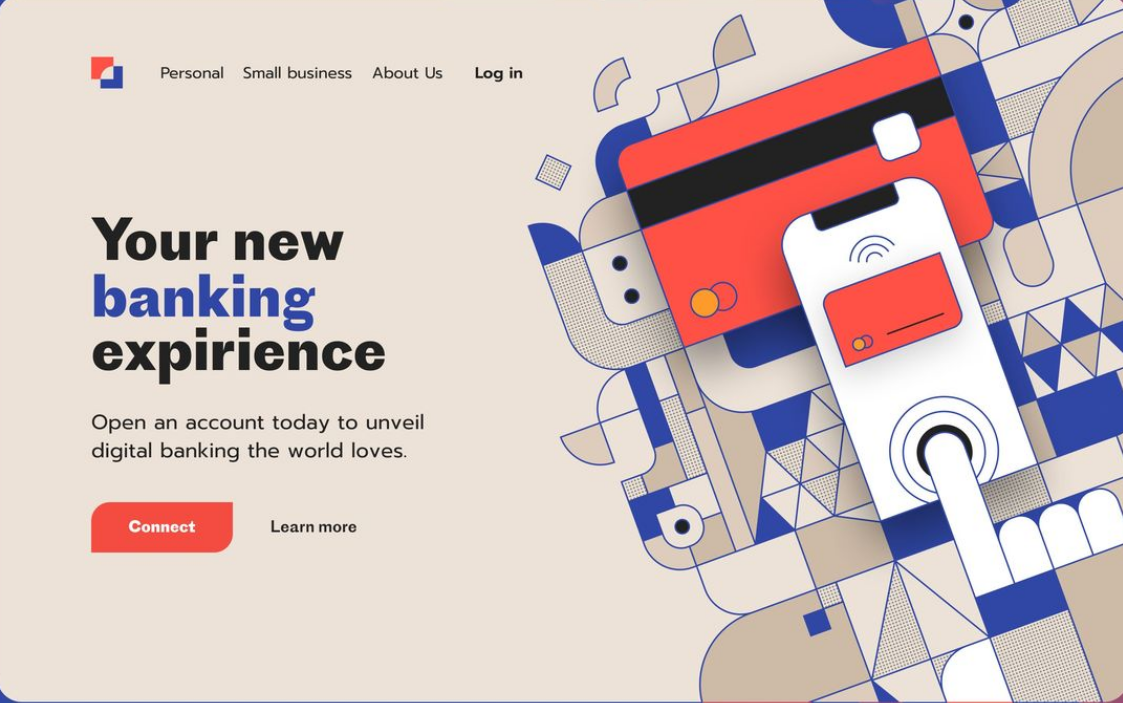 Personal Small business About Us Log in
Your new
banking
expirience
Open an account today to unveil
digital banking the world loves.
Connect Learn more